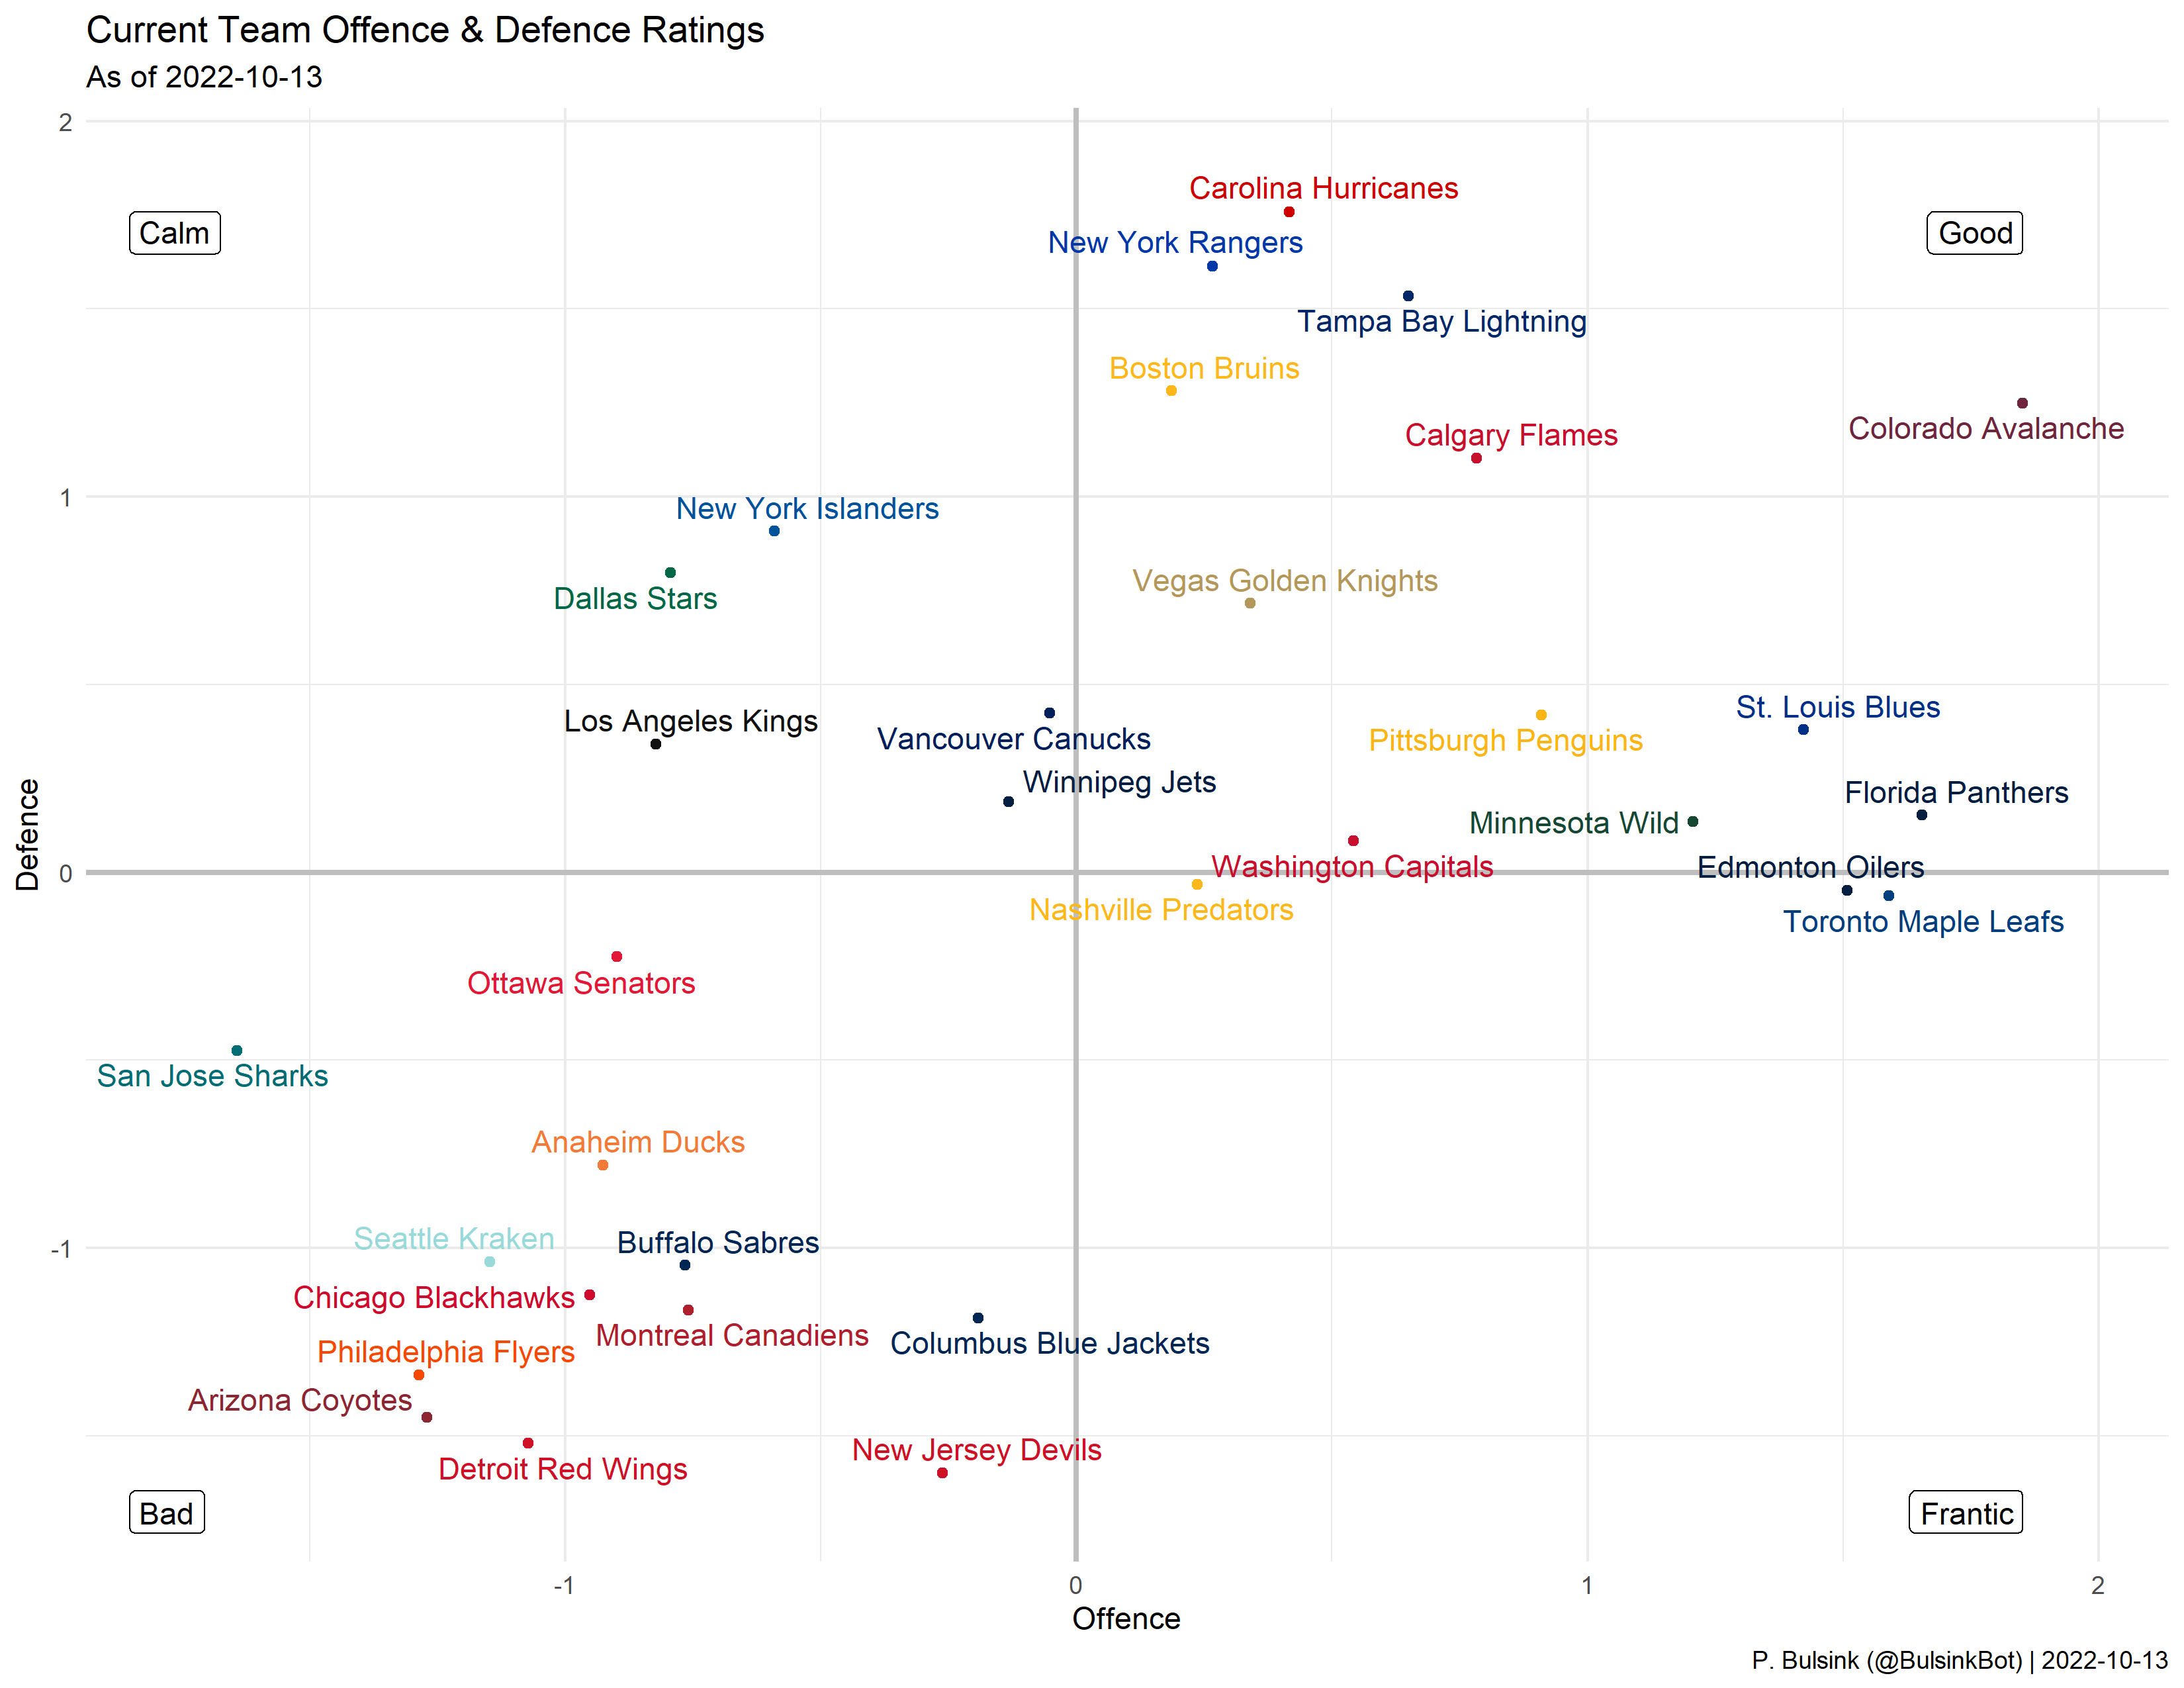 Current Team Offence & Defence Ratings
As of 2022-10-13
2
Carolina Hurricanes
Calm
Good
New York Rangers
Tampa Bay Lightning
Boston Bruins
Colorado Avalanche
Calgary Flames
1
New York Islanders
Vegas Golden Knights
Dallas Stars
St. Louis Blues
Los Angeles Kings
Vancouver Canucks
Pittsburgh Penguins
Winnipeg Jets
Florida Panthers
Minnesota Wild
Washington Capitals
Edmonton Oilers
0
Defence
Nashville Predators
Toronto Maple Leafs
Ottawa Senators
San Jose Sharks
Anaheim Ducks
Seattle Kraken
Buffalo Sabres
-1
Chicago Blackhawks
Montreal Canadiens
Columbus Blue Jackets
Philadelphia Flyers
Arizona Coyotes
New Jersey Devils
Detroit Red Wings
Bad
Frantic
-1
0
1
2
Offence
P. Bulsink (@BulsinkBot) | 2022-10-13